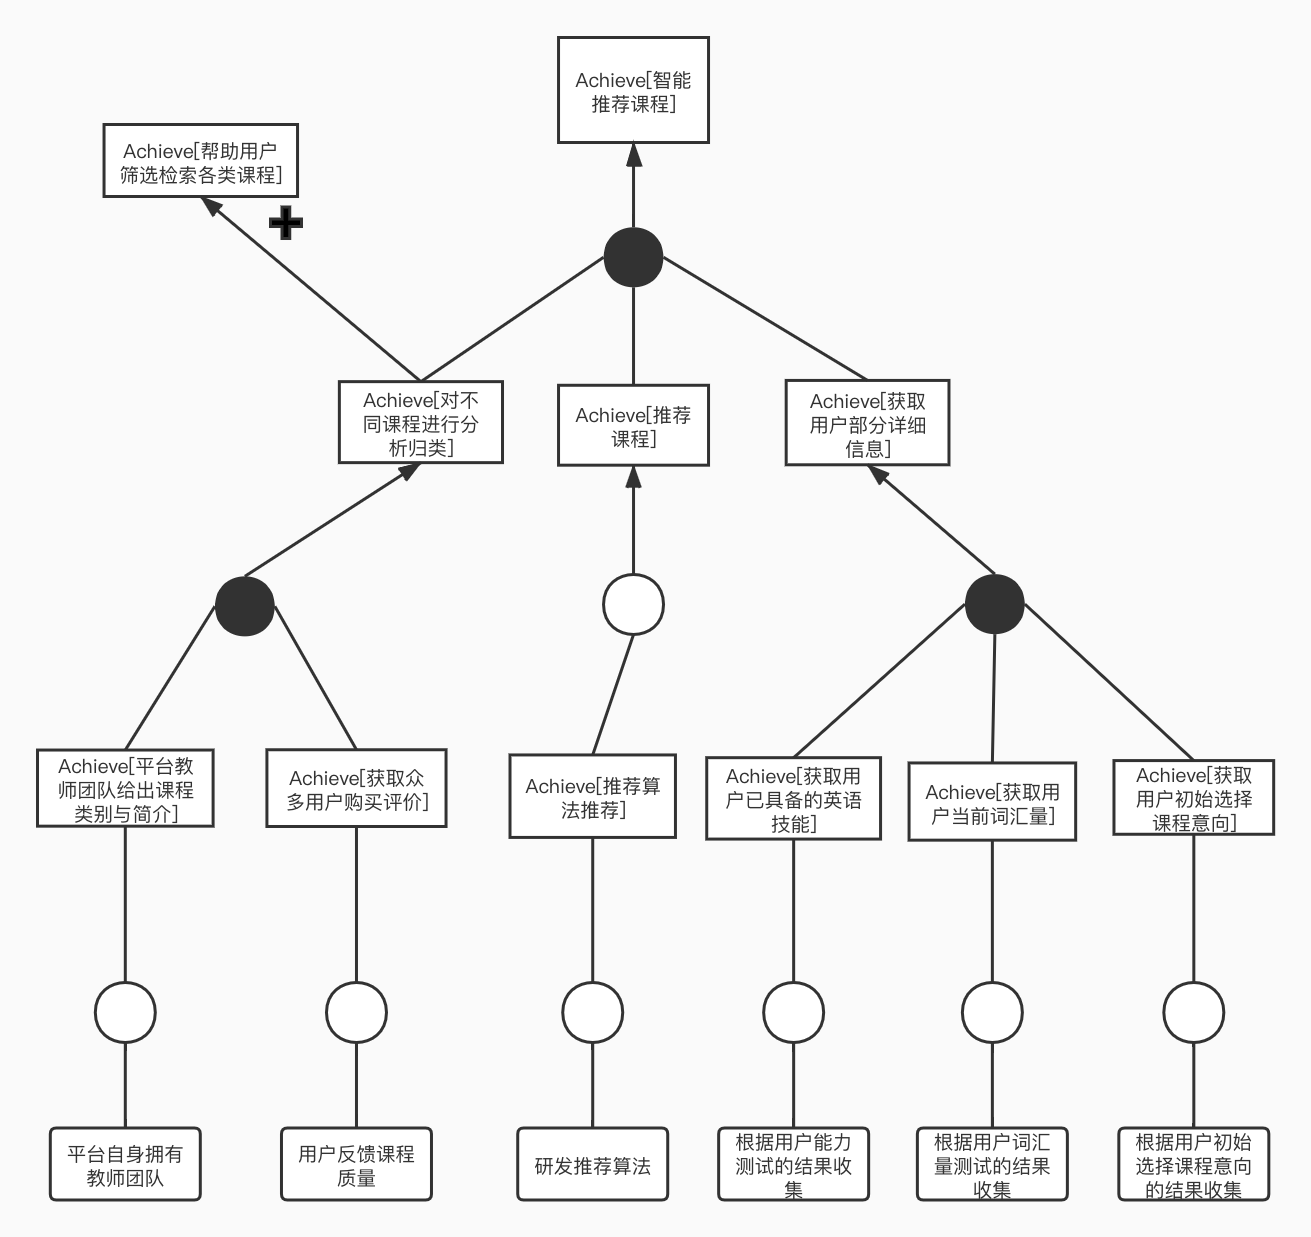 Achieve[智能
推荐课程]
Achieve[帮助用户
筛选检索各类课程]
Achieve[对不
同课程进行分
析归类]
Achieve[推荐
课程]
Achieve[获取
用户部分详细
信息]
Achieve[平台教
师团队给出课程
类别与简介]
Achieve[获取众
多用户购买评价]
Achieve[推荐算
法推荐]
Achieve[获取用
户已具备的英语
技能]
Achieve[获取用
户当前词汇量]
Achieve[获取
用户初始选择
课程意向]
平台自身拥有
教师团队
用户反馈课程
质量
研发推荐算法
根据用户能力
测试的结果收
集
根据用户词汇
量测试的结果
收集
根据用户初始
选择课程意向
的结果收集